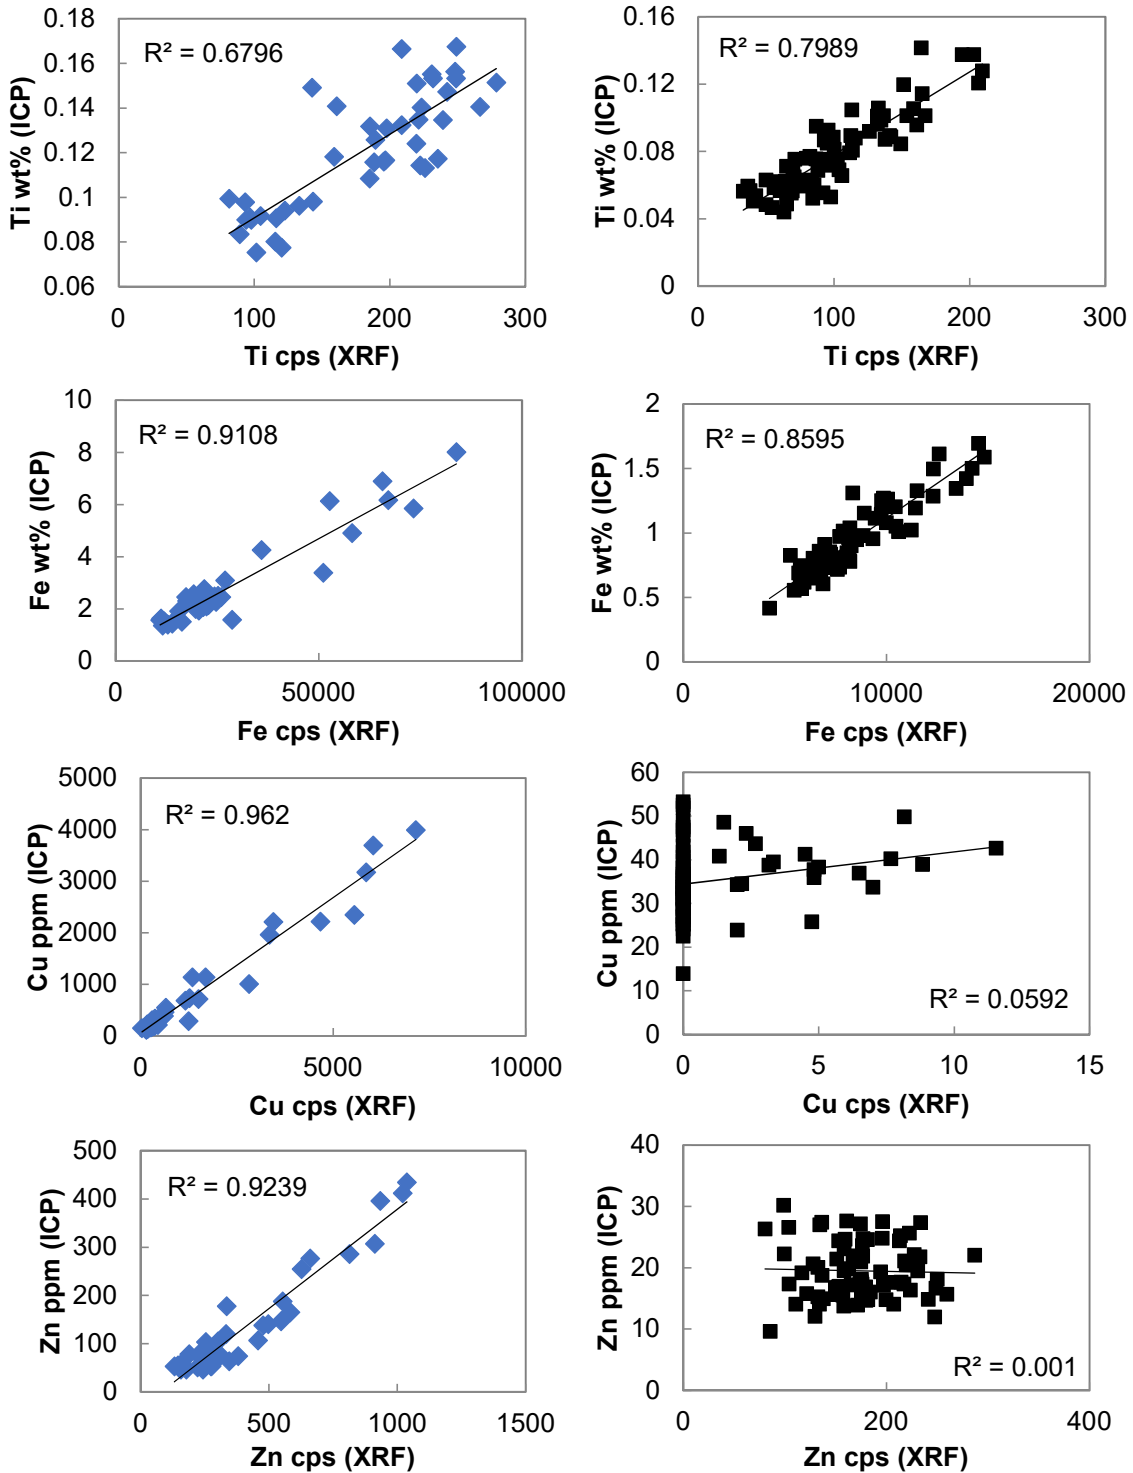 0.18
0.16
0.14
0.12
0.1
0.08
0.06
Ti wt% (ICP)
R² = 0.6796
0 100 200 300
Ti cps (XRF)
0.16
0.12
0.08
0.04
0
Ti wt% (ICP)
R² = 0.7989
0 100 200 300
Ti cps (XRF)
10
8
6
4
2
0
Fe wt% (ICP)
R² = 0.9108
0 50000 100000
Fe cps (XRF)
2
1.5
1
0.5
0
Fe wt% (ICP)
R² = 0.8595
0 10000 20000
Fe cps (XRF)
5000
4000
3000
2000
1000
0
Cu ppm (ICP)
R² = 0.962
0 5000 10000
Cu cps (XRF)
60
50
40
30
20
10
0
Cu ppm (ICP)
R² = 0.0592
0 5 10 15
Cu cps (XRF)
500
400
300
200
100
0
Zn ppm (ICP)
R² = 0.9239
0 500 1000 1500
Zn cps (XRF)
40
30
20
10
0
Zn ppm (ICP)
R² = 0.001
0 200 400
Zn cps (XRF)